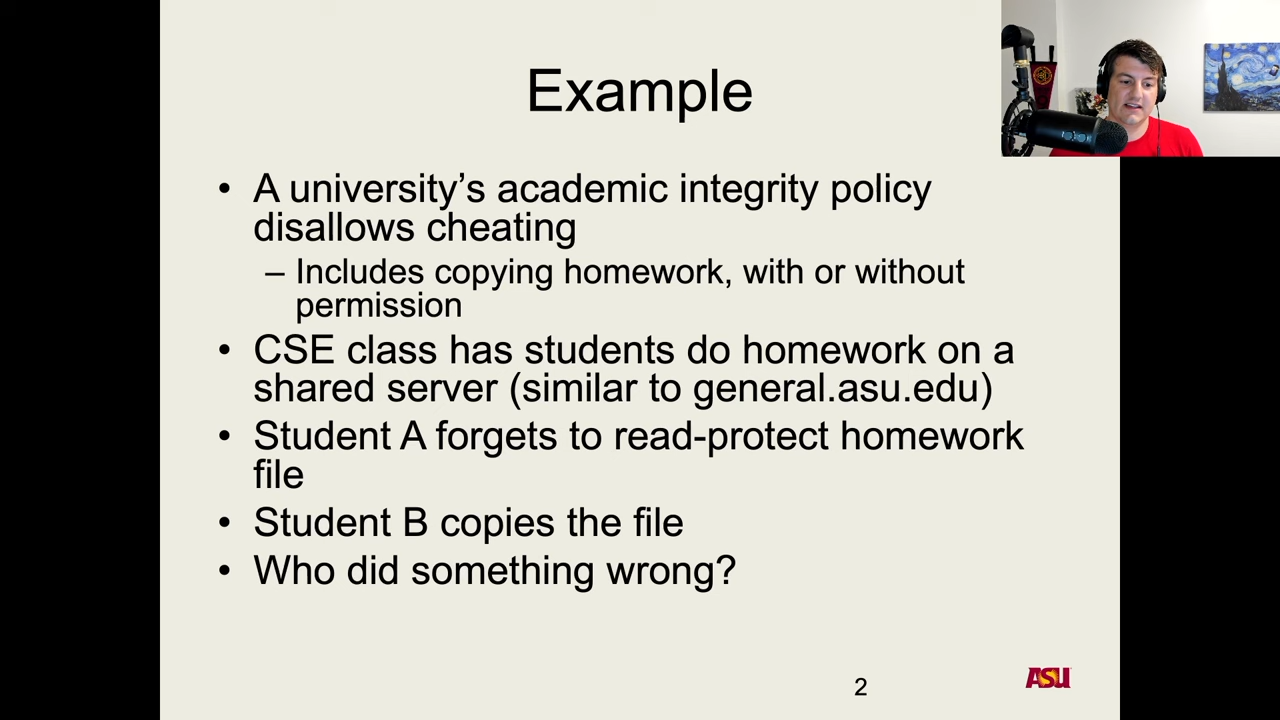 Example
• A university’s academic integrity policy
disallows cheating
– Includes copying homework, with or without
permission
• CSE class has students do homework on a
shared server (similar to general.asu.edu)
• Student A forgets to read-protect homework
file
• Student B copies the file
• Who did something wrong?
2
ASU